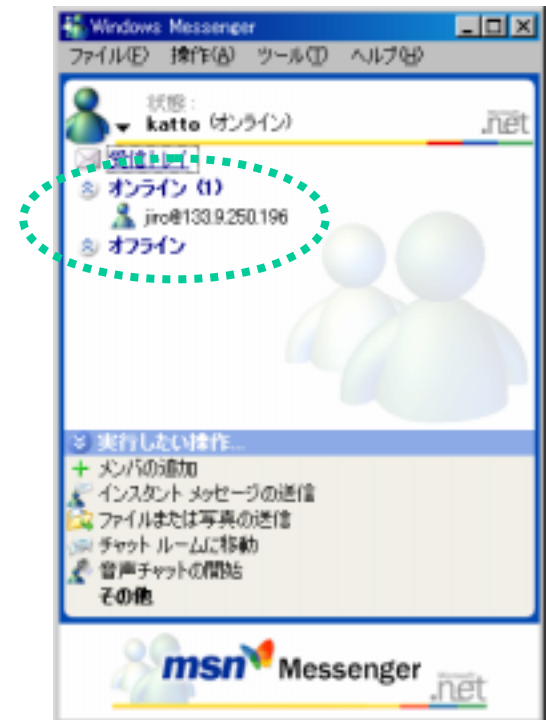 Windows Messenger
ファイル(F) 操作(A) ツール(T) ヘルプ(H)
状態:
katto (オンライン)
.net
受信トレイ
オンライン (1)
jiro@133.9.250.196
オフライン
実行したい操作...
メンバの追加
インスタント メッセージの送信
ファイルまたは写真の送信
チャット ルームに移動
音声チャットの開始
その他
msn Messenger
Microsoft
.net